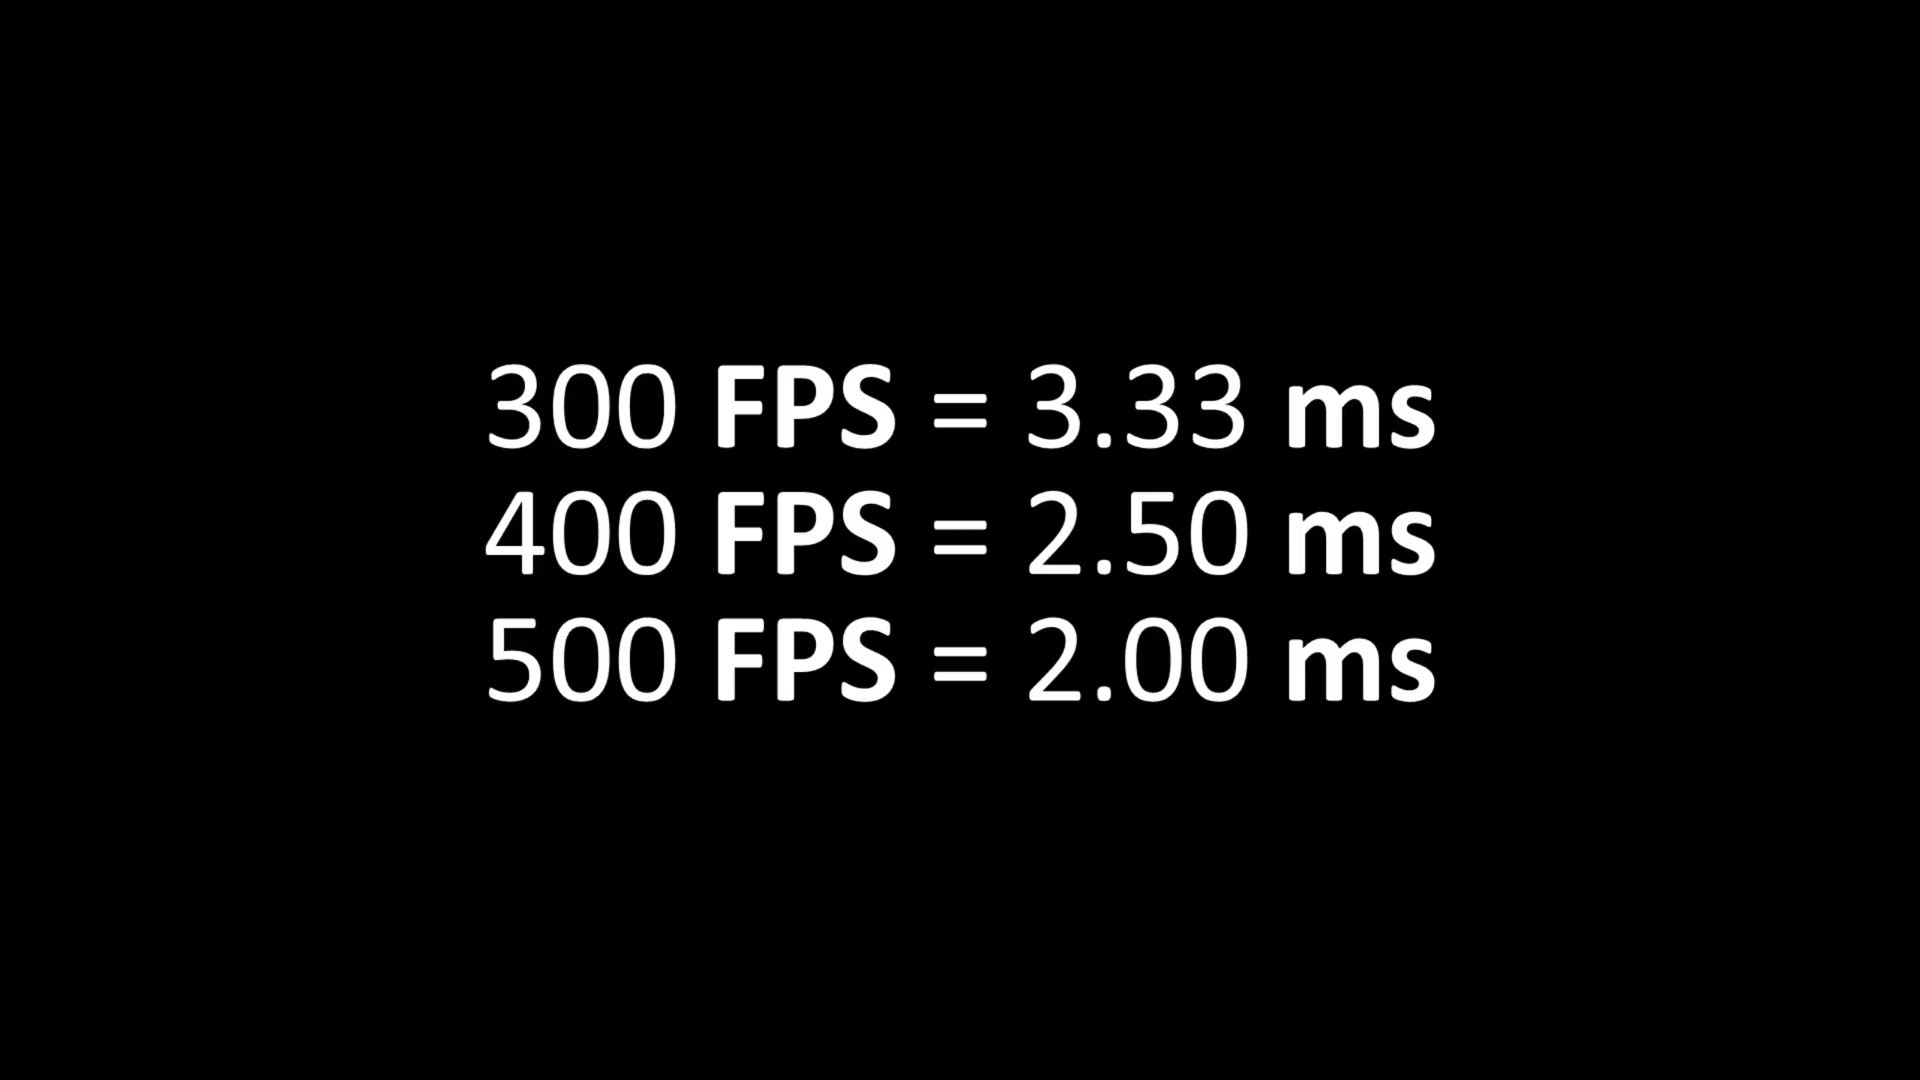 300 FPS = 3.33 ms
400 FPS = 2.50 ms
500 FPS = 2.00 ms